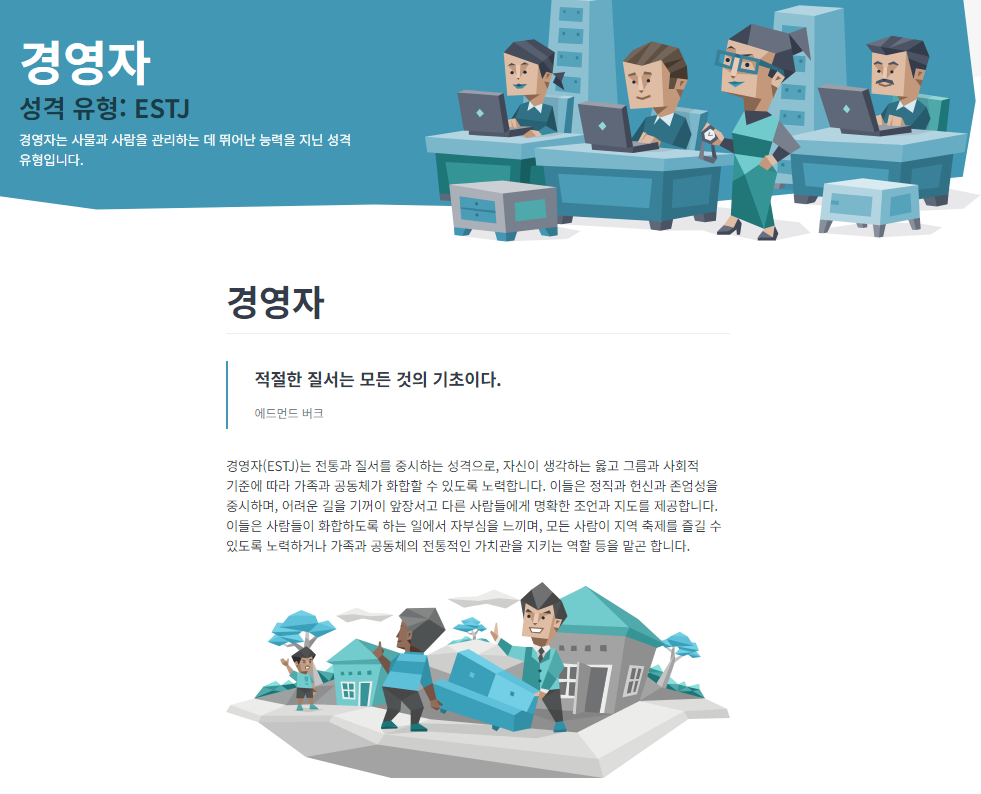 경영자
성격 유형: ESTJ
경영자는 사물과 사람을 관리하는 데 뛰어난 능력을 지닌 성격
유형입니다.
경영자
적절한 질서는 모든 것의 기초이다.
에드먼드 버크
경영자(ESTJ)는 전통과 질서를 중시하는 성격으로, 자신이 생각하는 옳고 그름과 사회적
기준에 따라 가족과 공동체가 화합할 수 있도록 노력합니다. 이들은 정직과 헌신과 존엄성을
중시하며, 어려운 길을 기꺼이 앞장서고 다른 사람들에게 명확한 조언과 지도를 제공합니다.
이들은 사람들이 화합하도록 하는 일에서 자부심을 느끼며, 모든 사람이 지역 축제를 즐길 수
있도록 노력하거나 가족과 공동체의 전통적인 가치관을 지키는 역할 등을 맡곤 합니다.